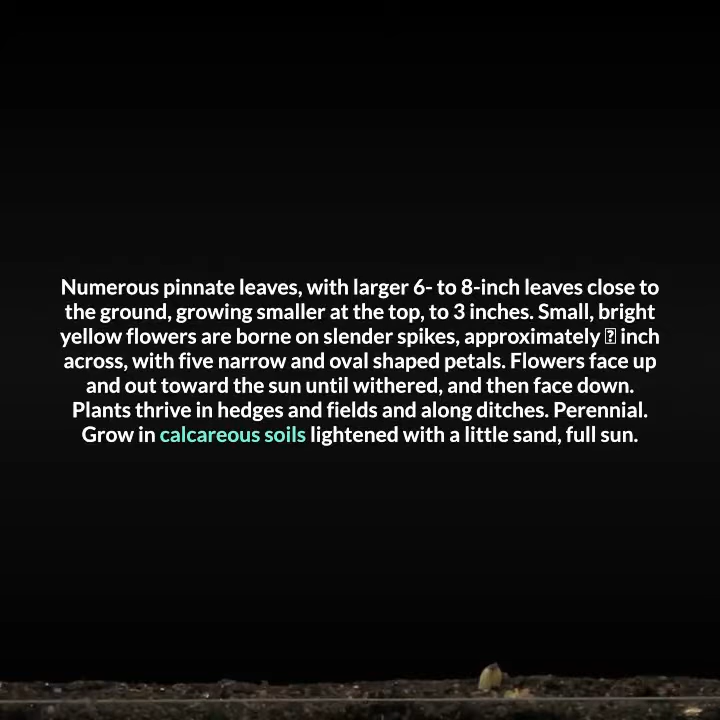 Numerous pinnate leaves, with larger 6- to 8-inch leaves close to
the ground, growing smaller at the top, to 3 inches. Small, bright
yellow flowers are borne on slender spikes, approximately inch
across, with five narrow and oval shaped petals. Flowers face up
and out toward the sun until withered, and then face down.
Plants thrive in hedges and fields and along ditches. Perennial.
Grow in calcareous soils lightened with a little sand, full sun.